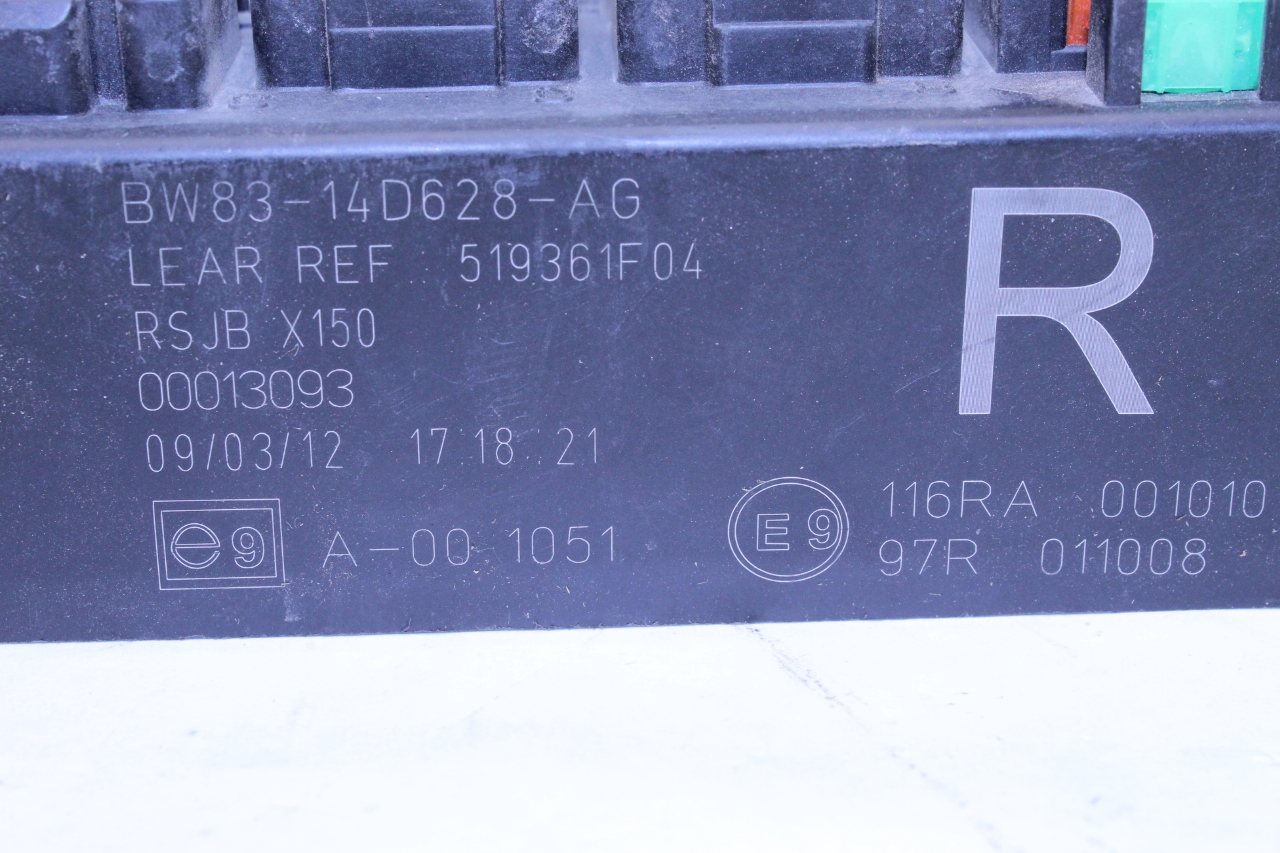 BW83-14D628-AG
LEAR REF 519361F04
RSJB X150
00013093
09/03/12 17:18:21
e9 A-00 1051
R
E9
116RA 001010
97R 011008